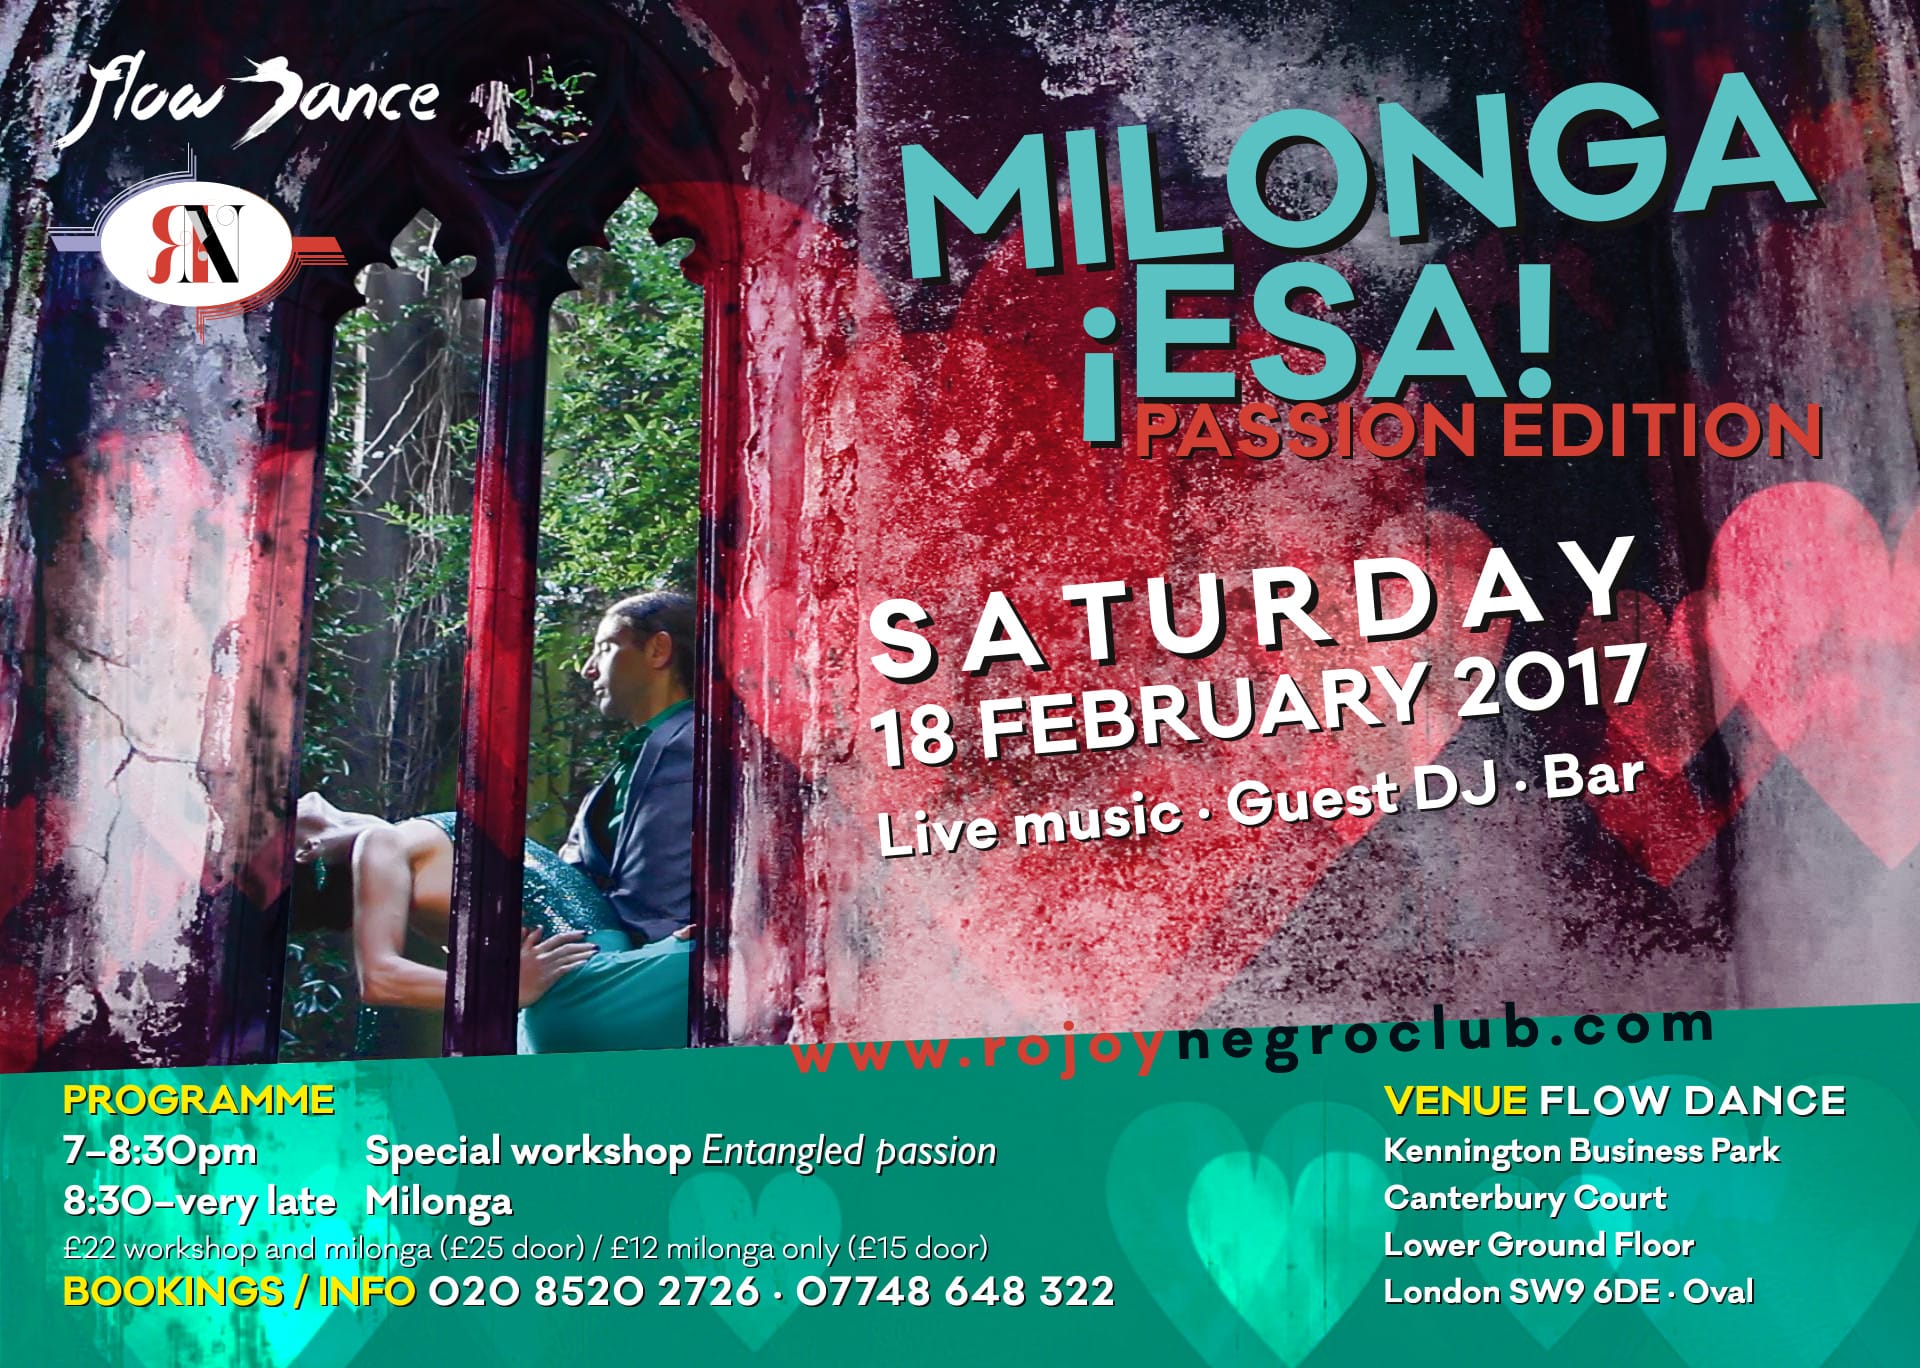 flow Dance
RN
MILONGA
¡ESA!
PASSION EDITION
SATURDAY
18 FEBRUARY 2017
Live music · Guest DJ · Bar
www.rojoynegroclub.com
PROGRAMME
7–8:30pm Special workshop Entangled passion
8:30–very late Milonga
£22 workshop and milonga (£25 door) / £12 milonga only (£15 door)
BOOKINGS / INFO 020 8520 2726 · 07748 648 322
VENUE FLOW DANCE
Kennington Business Park
Canterbury Court
Lower Ground Floor
London SW9 6DE · Oval